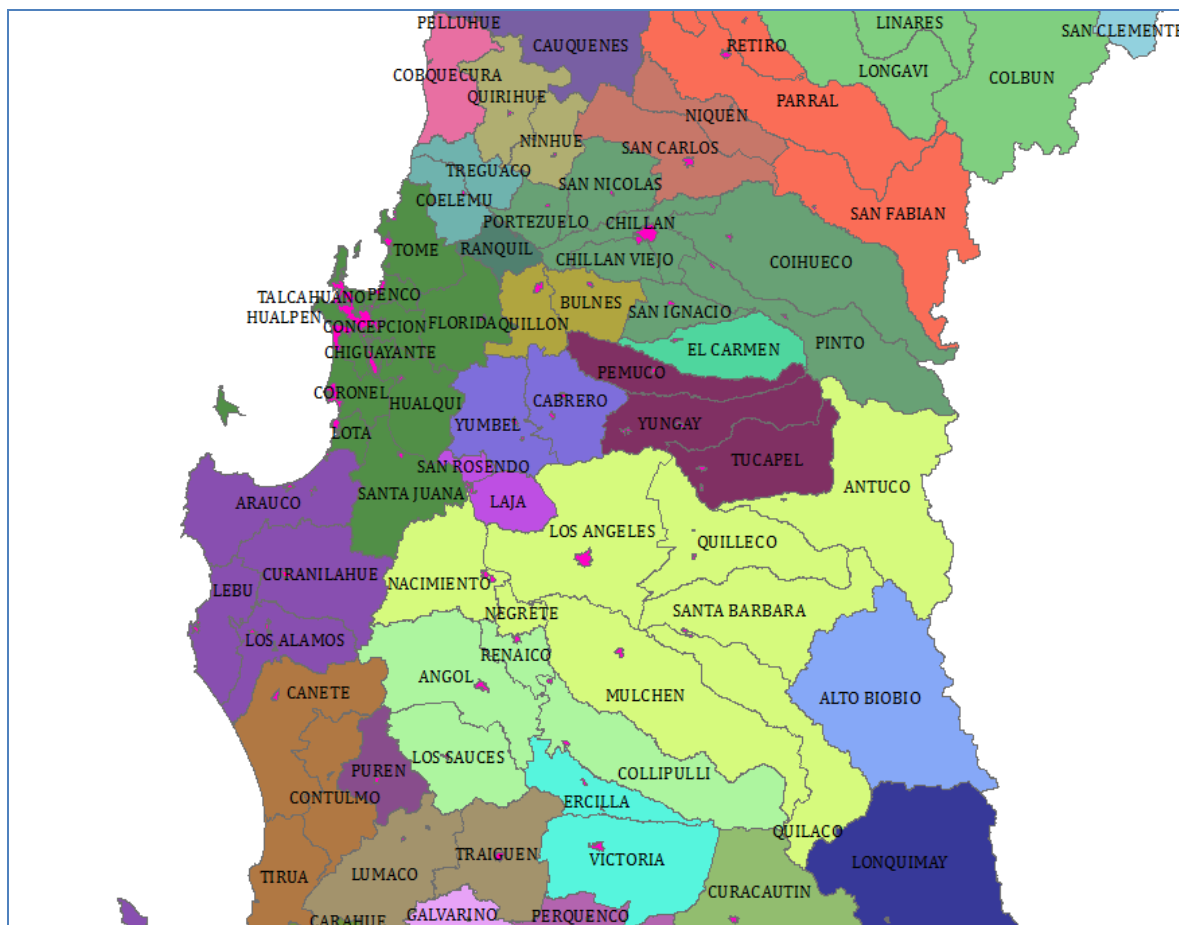 PELLUHUE
LINARES
SAN CLEMENTE
CAUQUENES
RETIRO
COBQUECURA
LONGAVI
COLBUN
QUIRIHUE
PARRAL
NIQUEN
NINHUE
SAN CARLOS
TREGUACO
SAN NICOLAS
COELEMU
SAN FABIAN
PORTEZUELO
CHILLAN
TOME
RANQUIL
CHILLAN VIEJO
COIHUECO
TALCAHUANO
PENCO
BULNES
SAN IGNACIO
HUALPEN
CONCEPCION
FLORIDA
QUILLON
PINTO
CHIGUAYANTE
EL CARMEN
PEMUCO
CORONEL
HUALQUI
CABRERO
YUMBEL
YUNGAY
LOTA
TUCAPEL
SAN ROSENDO
ANTUCO
SANTA JUANA
ARAUCO
LAJA
LOS ANGELES
QUILLECO
CURANILAHUE
NACIMIENTO
LEBU
NEGRETE
SANTA BARBARA
LOS ALAMOS
RENAICO
ANGOL
CANETE
MULCHEN
ALTO BIOBIO
LOS SAUCES
PUREN
COLLIPULLI
CONTULMO
ERCILLA
QUILACO
TRAIGUEN
VICTORIA
LONQUIMAY
TIRUA
LUMACO
CURACAUTIN
CARAHUE
GALVARINO
PERQUENCO